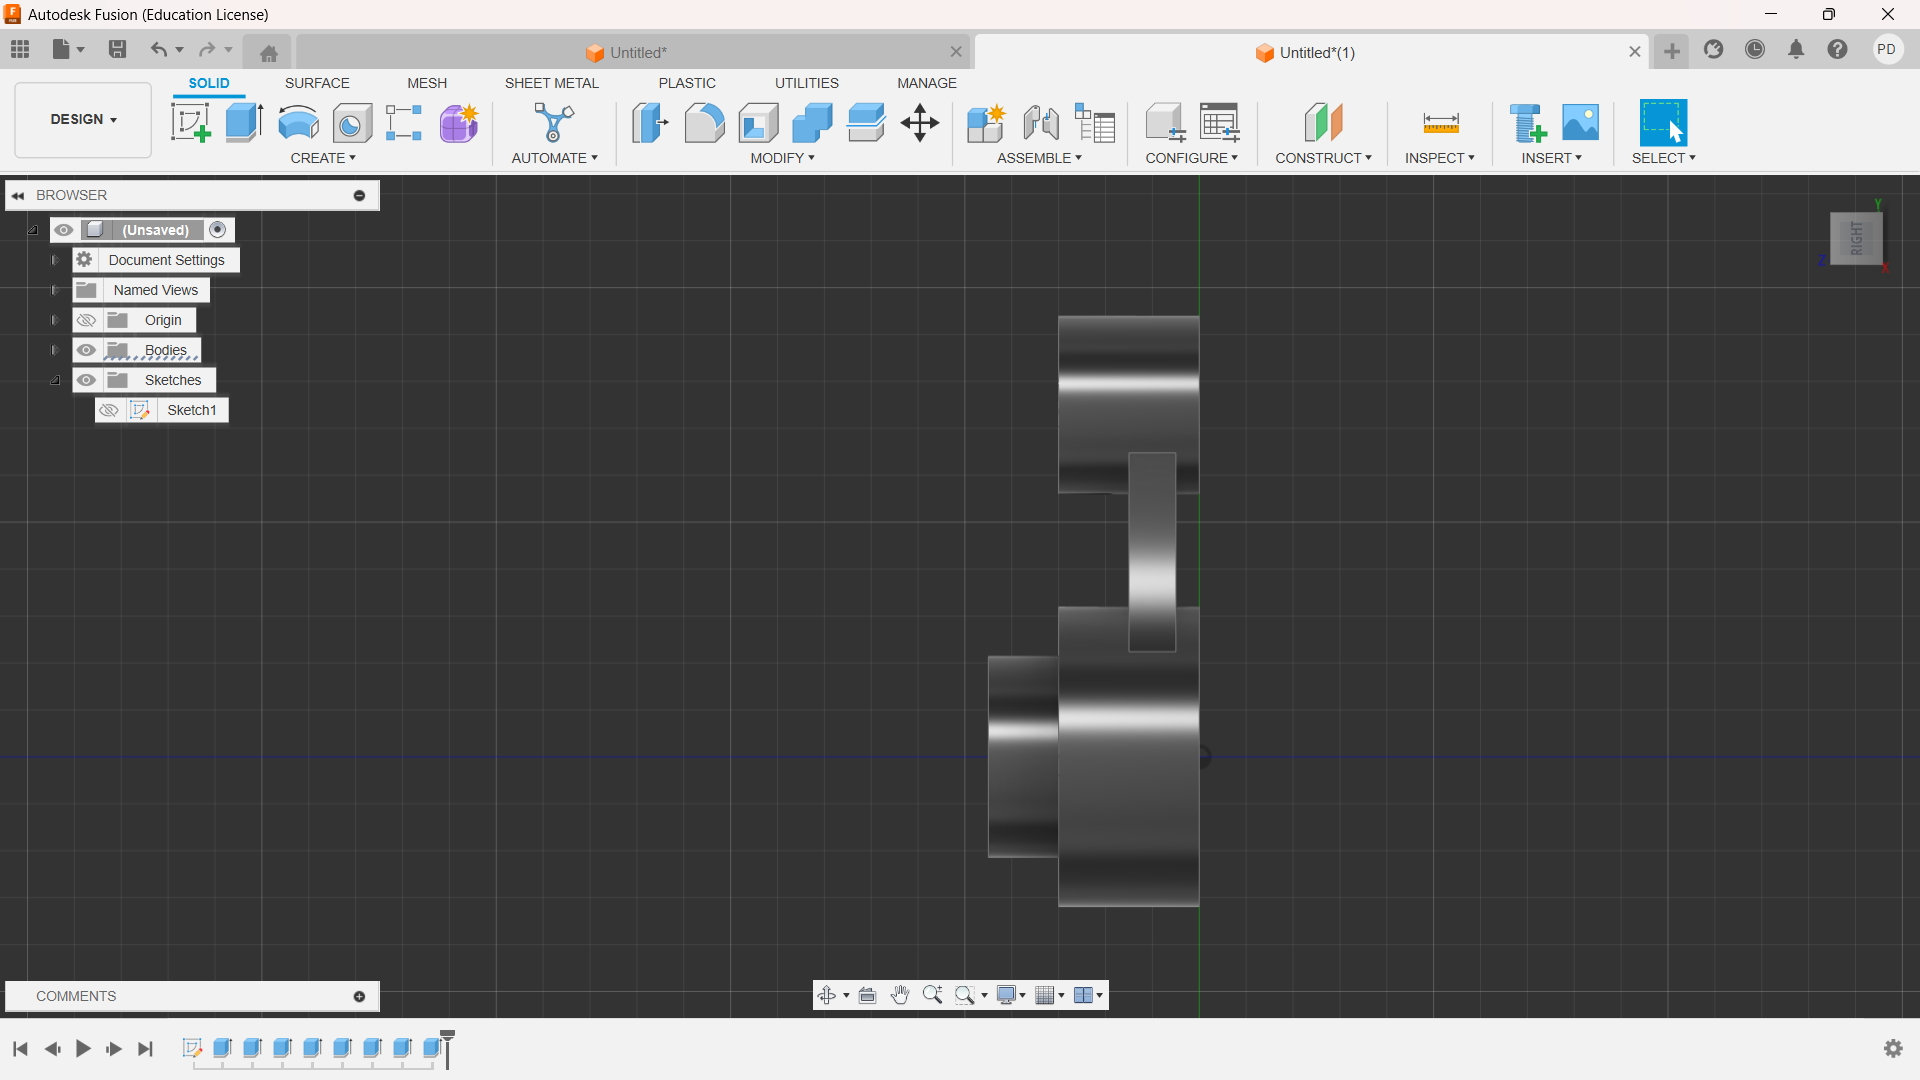 Autodesk Fusion (Education License)
Untitled*
Untitled*(1)
PD
SOLID
SURFACE
MESH
SHEET METAL
PLASTIC
UTILITIES
MANAGE
DESIGN
CREATE
AUTOMATE
MODIFY
ASSEMBLE
CONFIGURE
CONSTRUCT
INSPECT
INSERT
SELECT
BROWSER
(Unsaved)
Document Settings
Named Views
Origin
Bodies
Sketches
Sketch1
Y
RIGHT
Z
X
COMMENTS